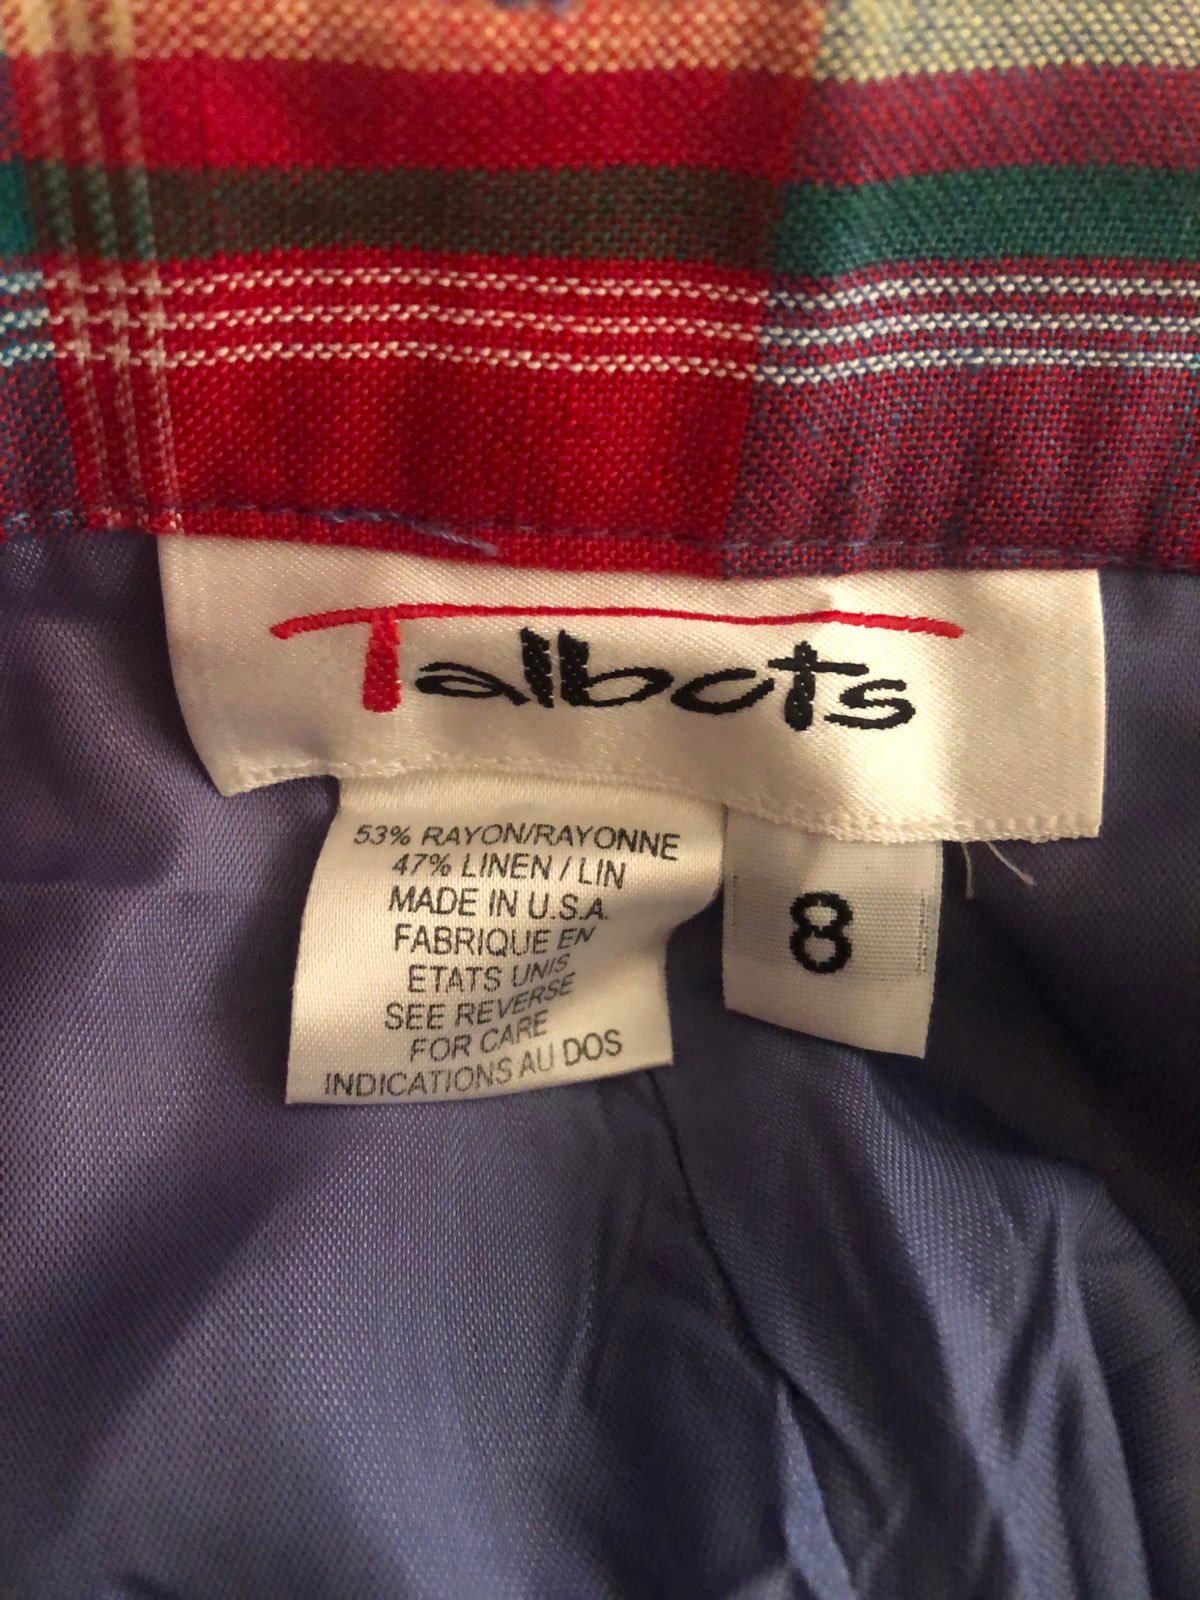 Talbots
53% RAYON/RAYONNE
47% LINEN / LIN
MADE IN U.S.A.
FABRIQUE EN
ETATS UNIS
SEE REVERSE
FOR CARE
INDICATIONS AU DOS
8